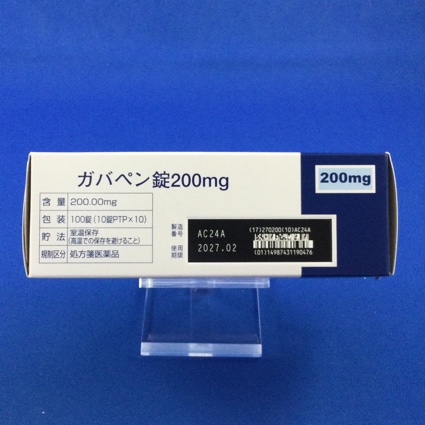 ガバペン錠200mg
200mg
含量 200.00mg
包装 100錠(10錠PTP×10)
貯法 室温保存
(高温での保存を避けること)
規制区分 処方箋医薬品
製造番号 AC24A
使用期限 2027.02
(17)270200(10)AC24A
(01)14987431190476